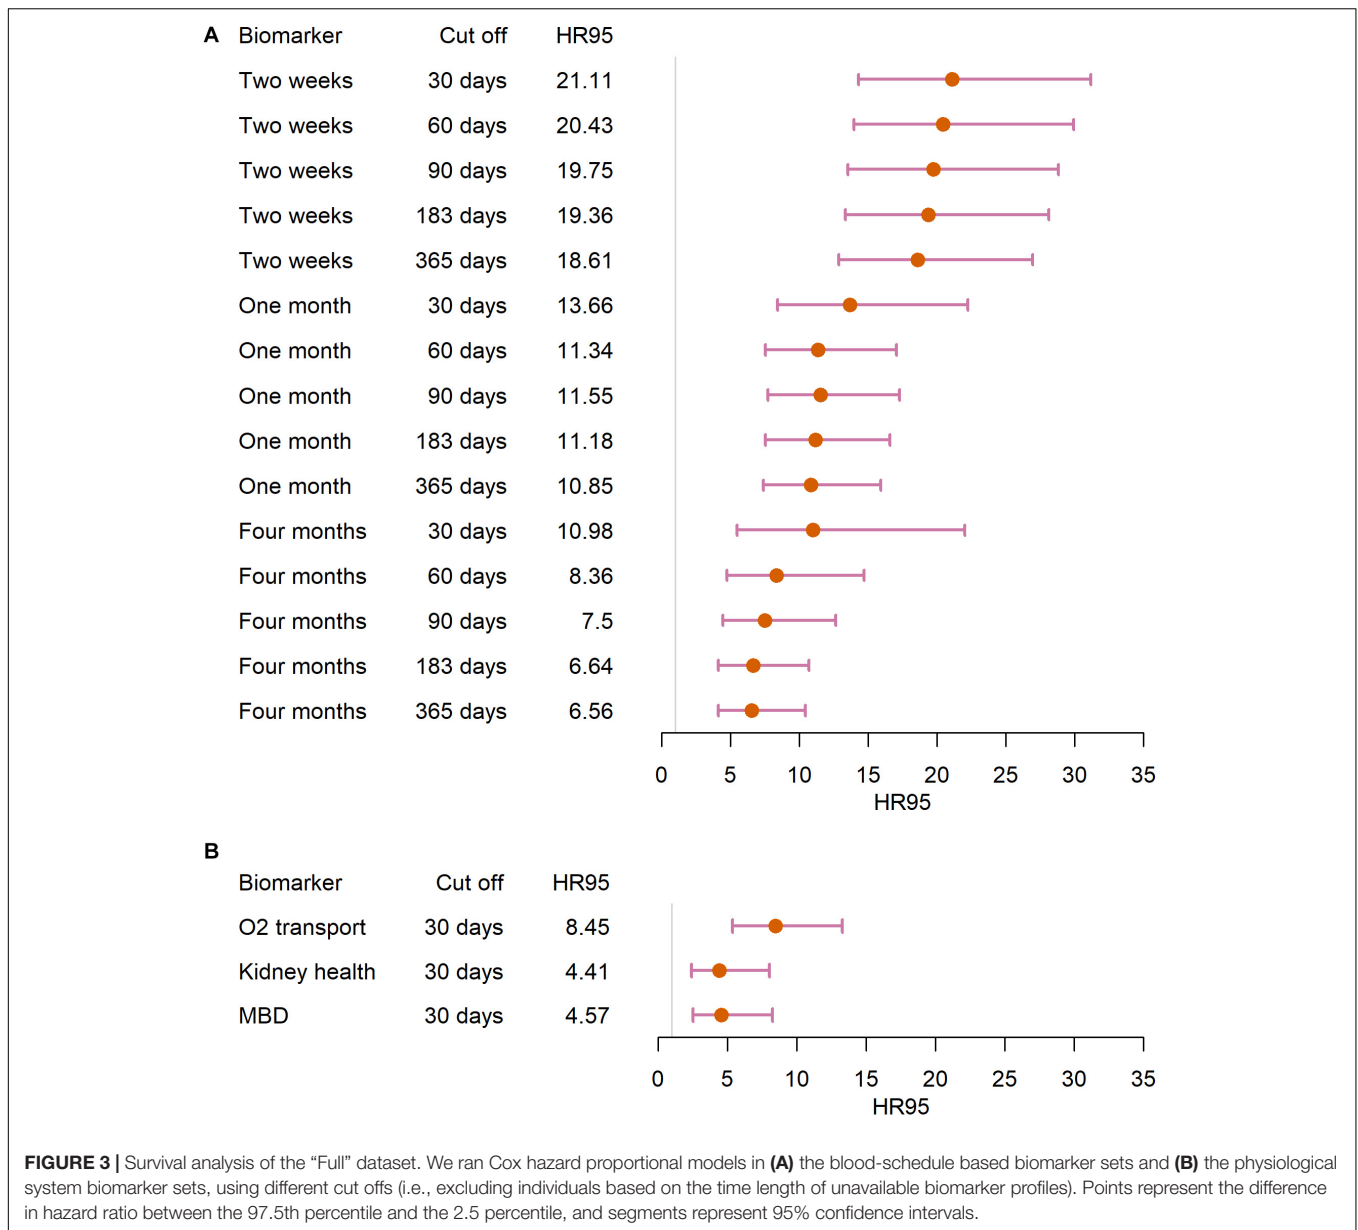 A Biomarker Cut off HR95
Two weeks 30 days 21.11
Two weeks 60 days 20.43
Two weeks 90 days 19.75
Two weeks 183 days 19.36
Two weeks 365 days 18.61
One month 30 days 13.66
One month 60 days 11.34
One month 90 days 11.55
One month 183 days 11.18
One month 365 days 10.85
Four months 30 days 10.98
Four months 60 days 8.36
Four months 90 days 7.5
Four months 183 days 6.64
Four months 365 days 6.56
0 5 10 15 20 25 30 35
HR95
B
Biomarker Cut off HR95
O2 transport 30 days 8.45
Kidney health 30 days 4.41
MBD 30 days 4.57
0 5 10 15 20 25 30 35
HR95
FIGURE 3 | Survival analysis of the “Full” dataset. We ran Cox hazard proportional models in (A) the blood-schedule based biomarker sets and (B) the physiological
system biomarker sets, using different cut offs (i.e., excluding individuals based on the time length of unavailable biomarker profiles). Points represent the difference
in hazard ratio between the 97.5th percentile and the 2.5 percentile, and segments represent 95% confidence intervals.